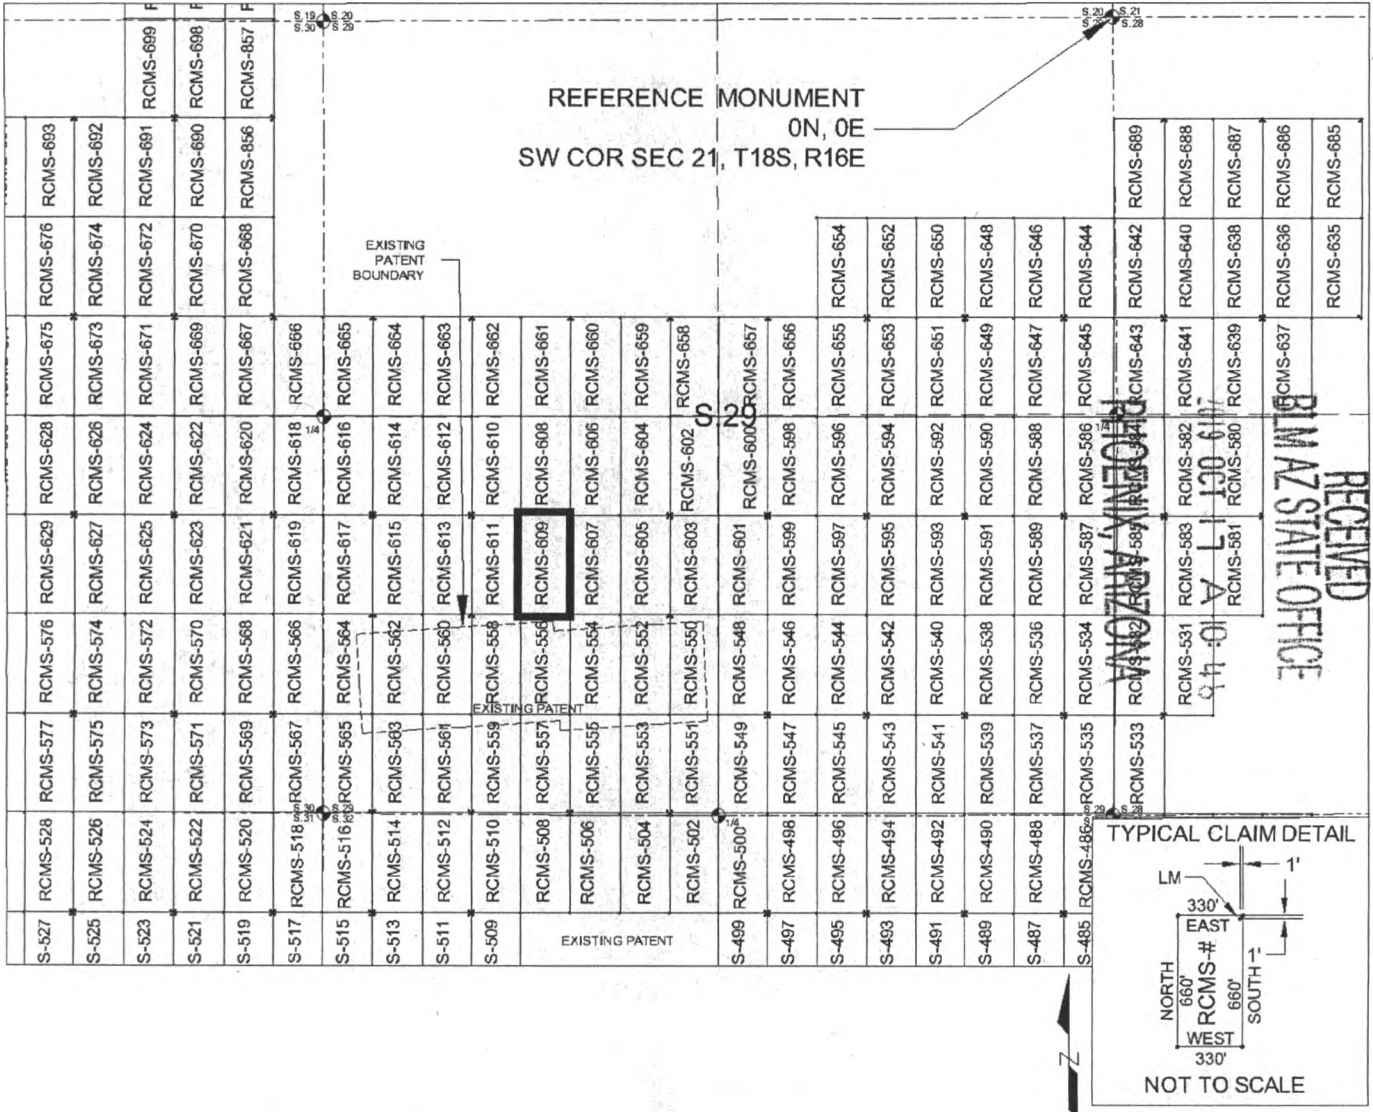 S.19 S.20
S.30 S.29
S.20 S.21
S.28
REFERENCE MONUMENT
0N, 0E
SW COR SEC 21, T18S, R16E
EXISTING
PATENT
BOUNDARY
RCMS-699 RCMS-698 RCMS-857
RCMS-693 RCMS-692 RCMS-691 RCMS-690 RCMS-856 RCMS-689 RCMS-688 RCMS-687 RCMS-686 RCMS-685
RCMS-676 RCMS-674 RCMS-672 RCMS-670 RCMS-668 RCMS-654 RCMS-652 RCMS-650 RCMS-648 RCMS-646 RCMS-644 RCMS-642 RCMS-640 RCMS-638 RCMS-636 RCMS-635
RCMS-675 RCMS-673 RCMS-671 RCMS-669 RCMS-667 RCMS-666 RCMS-665 RCMS-664 RCMS-663 RCMS-662 RCMS-661 RCMS-660 RCMS-659 RCMS-658 RCMS-657 RCMS-656 RCMS-655 RCMS-653 RCMS-651 RCMS-649 RCMS-647 RCMS-645 RCMS-643 RCMS-641 RCMS-639 RCMS-637
S.29
1/4
1/4
RCMS-628 RCMS-626 RCMS-624 RCMS-622 RCMS-620 RCMS-618 RCMS-616 RCMS-614 RCMS-612 RCMS-610 RCMS-608 RCMS-606 RCMS-604 RCMS-602 RCMS-600 RCMS-598 RCMS-596 RCMS-594 RCMS-592 RCMS-590 RCMS-588 RCMS-586 RCMS-584 RCMS-582 RCMS-580
RCMS-629 RCMS-627 RCMS-625 RCMS-623 RCMS-621 RCMS-619 RCMS-617 RCMS-615 RCMS-613 RCMS-611 RCMS-609 RCMS-607 RCMS-605 RCMS-603 RCMS-601 RCMS-599 RCMS-597 RCMS-595 RCMS-593 RCMS-591 RCMS-589 RCMS-587 RCMS-585 RCMS-583 RCMS-581
RCMS-576 RCMS-574 RCMS-572 RCMS-570 RCMS-568 RCMS-566 RCMS-564 RCMS-562 RCMS-560 RCMS-558 RCMS-556 RCMS-554 RCMS-552 RCMS-550 RCMS-548 RCMS-546 RCMS-544 RCMS-542 RCMS-540 RCMS-538 RCMS-536 RCMS-534 RCMS-532 RCMS-531
EXISTING PATENT
RCMS-577 RCMS-575 RCMS-573 RCMS-571 RCMS-569 RCMS-567 RCMS-565 RCMS-563 RCMS-561 RCMS-559 RCMS-557 RCMS-555 RCMS-553 RCMS-551 RCMS-549 RCMS-547 RCMS-545 RCMS-543 RCMS-541 RCMS-539 RCMS-537 RCMS-535 RCMS-533
S.30 S.29
S.31 S.32
1/4
S.29 S.28
RCMS-528 RCMS-526 RCMS-524 RCMS-522 RCMS-520 RCMS-518 RCMS-516 RCMS-514 RCMS-512 RCMS-510 RCMS-508 RCMS-506 RCMS-504 RCMS-502 RCMS-500 RCMS-498 RCMS-496 RCMS-494 RCMS-492 RCMS-490 RCMS-488 RCMS-486
S-527 S-525 S-523 S-521 S-519 S-517 S-515 S-513 S-511 S-509 EXISTING PATENT S-499 S-497 S-495 S-493 S-491 S-489 S-487 S-485
RECEIVED
BLM AZ STATE OFFICE
2019 OCT 17 A 10:46
PHOENIX, ARIZONA
N
TYPICAL CLAIM DETAIL
1'
LM
330'
EAST
NORTH
660'
RCMS-#
660'
SOUTH
1'
WEST
330'
NOT TO SCALE